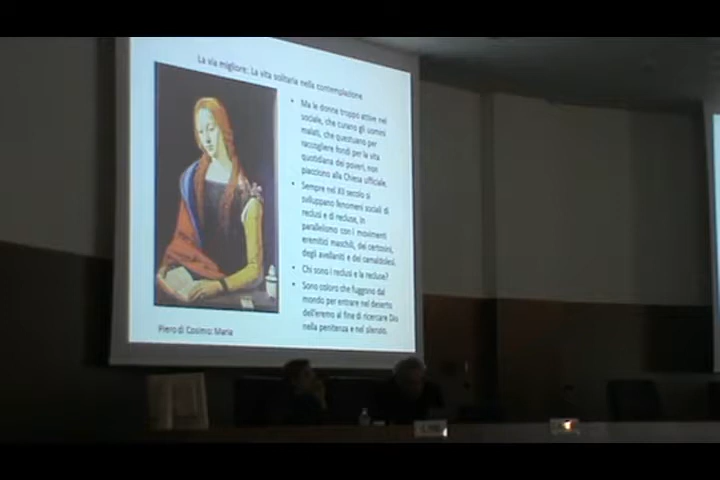 La via migliore: La vita solitaria nella contemplazione
• Ma le donne troppo attive nel
sociale, che curano gli uomini
malati, che questuano per
raccogliere fondi per la vita
quotidiana dei poveri, non
piacciono alla Chiesa ufficiale.
• Sempre nel XII secolo si
sviluppano fenomeni sociali di
reclusi e di recluse, in
parallelismo con i movimenti
eremitici maschili, dei certosini,
degli avellaniti e dei camaldolesi.
• Chi sono i reclusi e la recluse?
• Sono coloro che fuggono dal
mondo per entrare nel deserto
dell'eremo al fine di ricercare Dio
nella penitenza e nel silenzio.
Piero di Cosimo: Maria